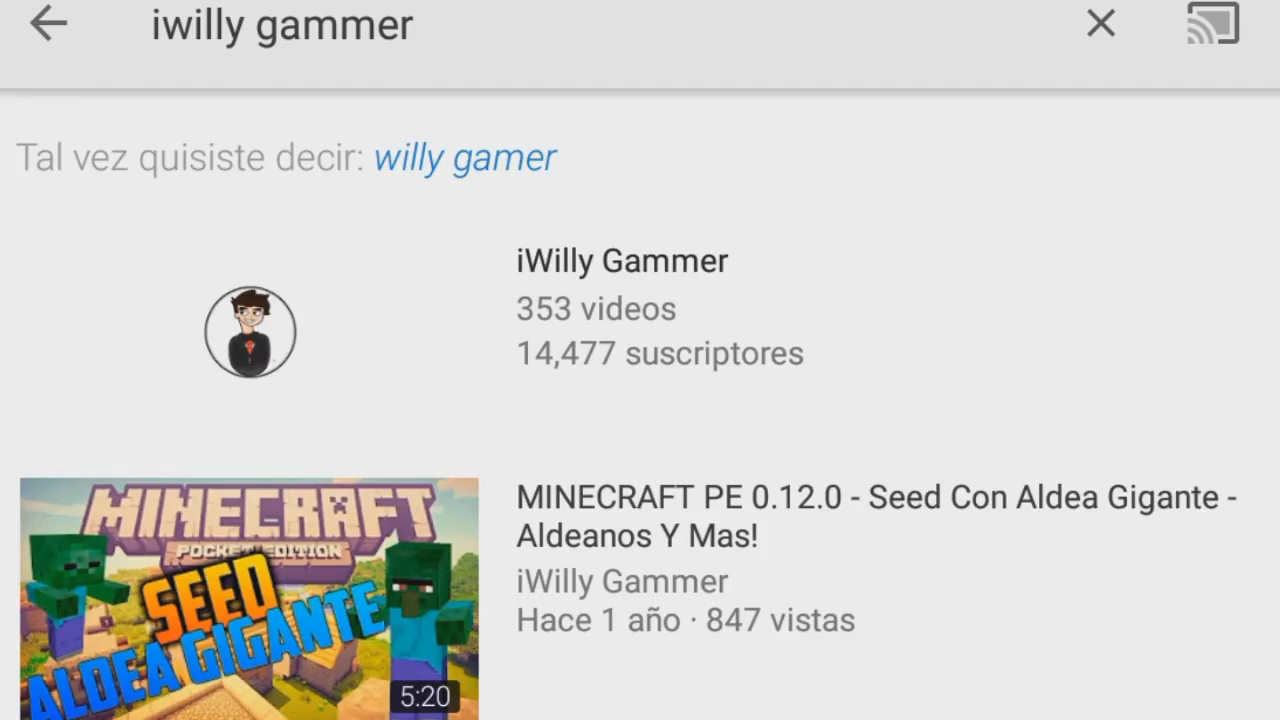 iwilly gammer
Tal vez quisiste decir: willy gamer
iWilly Gammer
353 videos
14,477 suscriptores
MINECRAFT
POCKET EDITION
SEED
ALDEA GIGANTE
5:20
MINECRAFT PE 0.12.0 - Seed Con Aldea Gigante -
Aldeanos Y Mas!
iWilly Gammer
Hace 1 año · 847 vistas